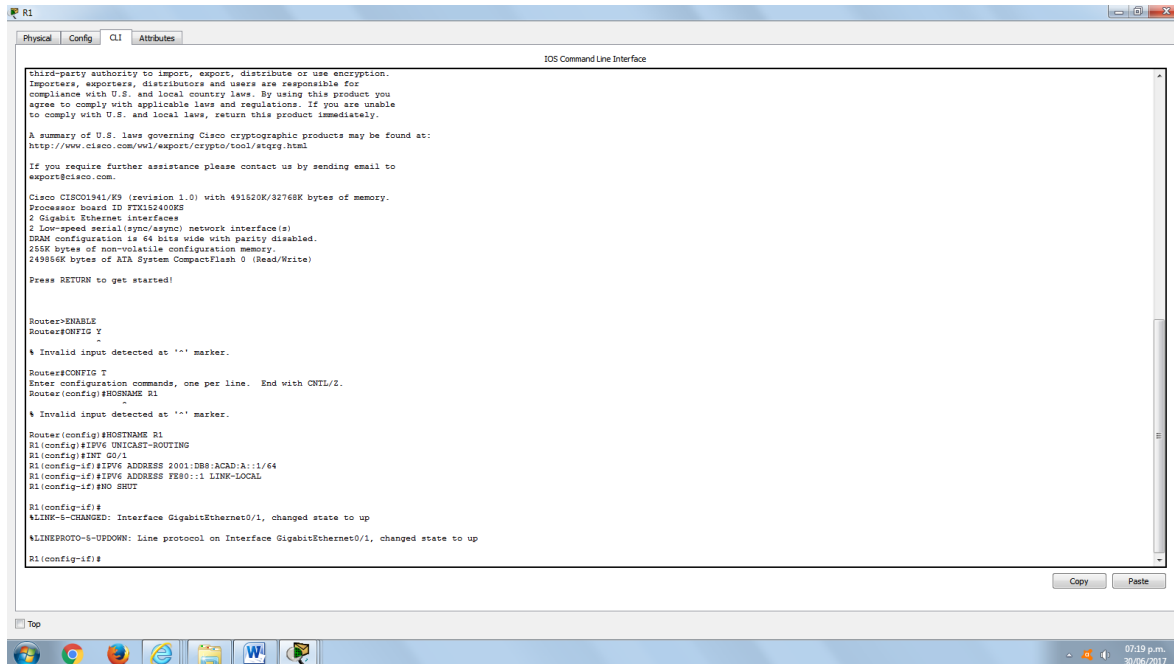 R1
Physical Config CLI Attributes
IOS Command Line Interface
third-party authority to import, export, distribute or use encryption.
Importers, exporters, distributors and users are responsible for
compliance with U.S. and local country laws. By using this product you
agree to comply with applicable laws and regulations. If you are unable
to comply with U.S. and local laws, return this product immediately.
A summary of U.S. laws governing Cisco cryptographic products may be found at:
http://www.cisco.com/wwl/export/crypto/tool/stqrg.html
If you require further assistance please contact us by sending email to
export@cisco.com.
Cisco CISCO1941/K9 (revision 1.0) with 491520K/32768K bytes of memory.
Processor board ID FTX152400KS
2 Gigabit Ethernet interfaces
2 Low-speed serial(sync/async) network interface(s)
DRAM configuration is 64 bits wide with parity disabled.
255K bytes of non-volatile configuration memory.
249856K bytes of ATA System CompactFlash 0 (Read/Write)
Press RETURN to get started!
Router>ENABLE
Router#ONFIG Y
^
% Invalid input detected at '^' marker.
Router#CONFIG T
Enter configuration commands, one per line. End with CNTL/Z.
Router(config)#HOSNAME R1
^
% Invalid input detected at '^' marker.
Router(config)#HOSTNAME R1
R1(config)#IPV6 UNICAST-ROUTING
R1(config)#INT G0/1
R1(config-if)#IPV6 ADDRESS 2001:DB8:ACAD:A::1/64
R1(config-if)#IPV6 ADDRESS FE80::1 LINK-LOCAL
R1(config-if)#NO SHUT
R1(config-if)#
%LINK-5-CHANGED: Interface GigabitEthernet0/1, changed state to up
%LINEPROTO-5-UPDOWN: Line protocol on Interface GigabitEthernet0/1, changed state to up
R1(config-if)#
Copy Paste
Top
07:19 p.m.
30/06/2017